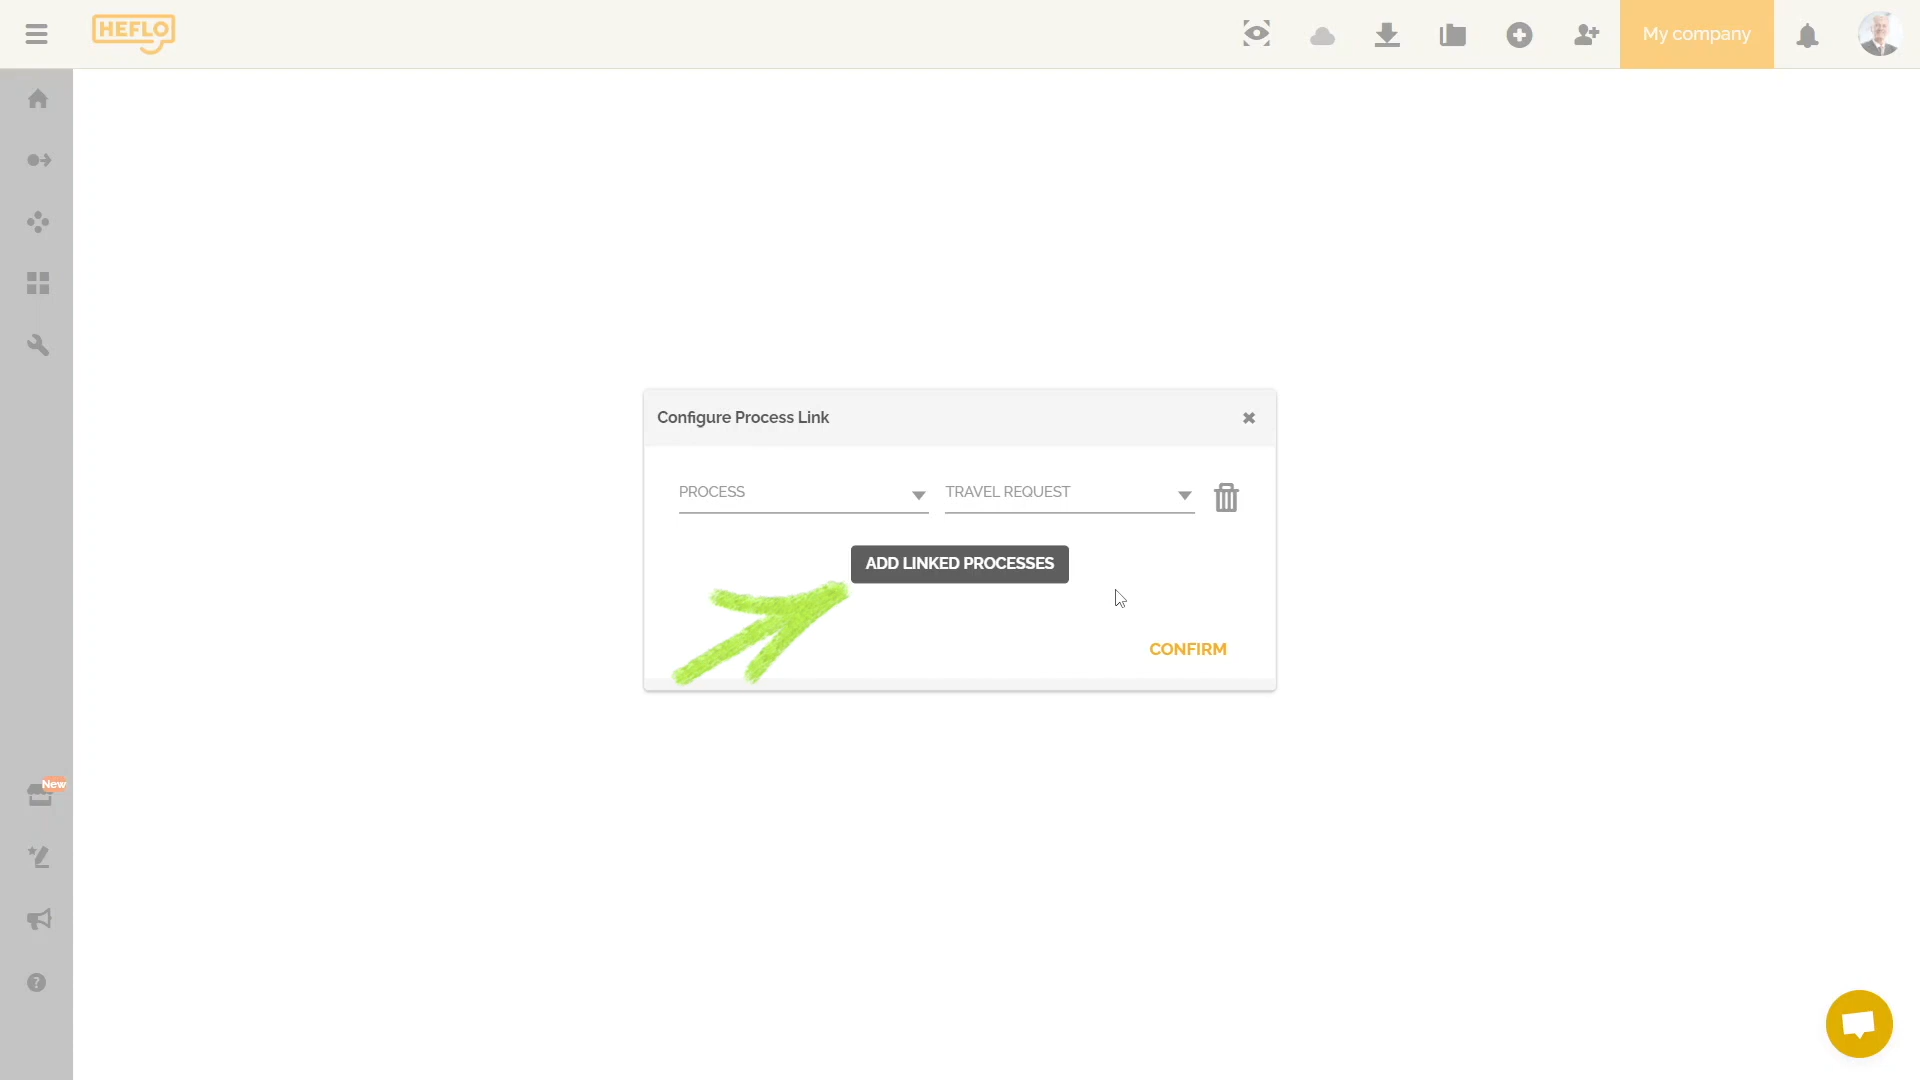 HEFLO
My company
Configure Process Link
PROCESS
TRAVEL REQUEST
ADD LINKED PROCESSES
CONFIRM
New
?